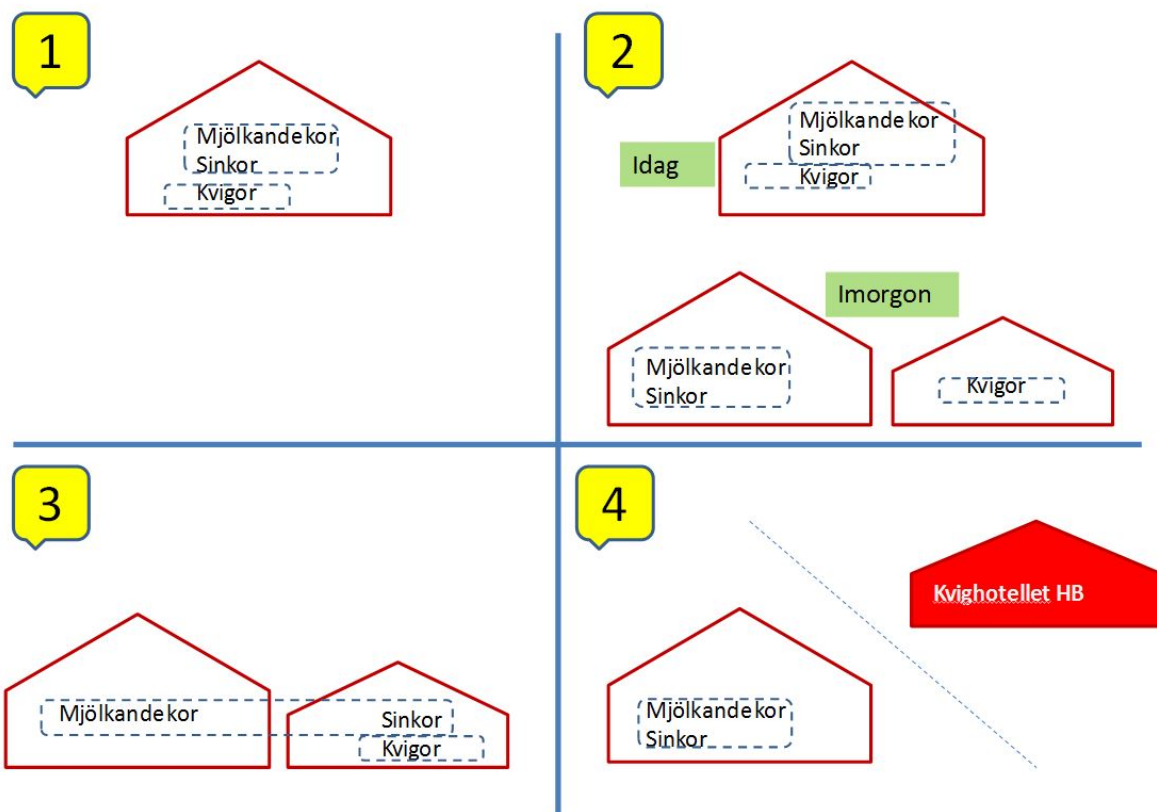 1
Mjölkandekor
Sinkor
Kvigor
2
Idag
Mjölkandekor
Sinkor
Kvigor
Imorgon
Mjölkandekor
Sinkor
Kvigor
3
Mjölkandekor
Sinkor
Kvigor
4
Kvighotellet HB
Mjölkandekor
Sinkor